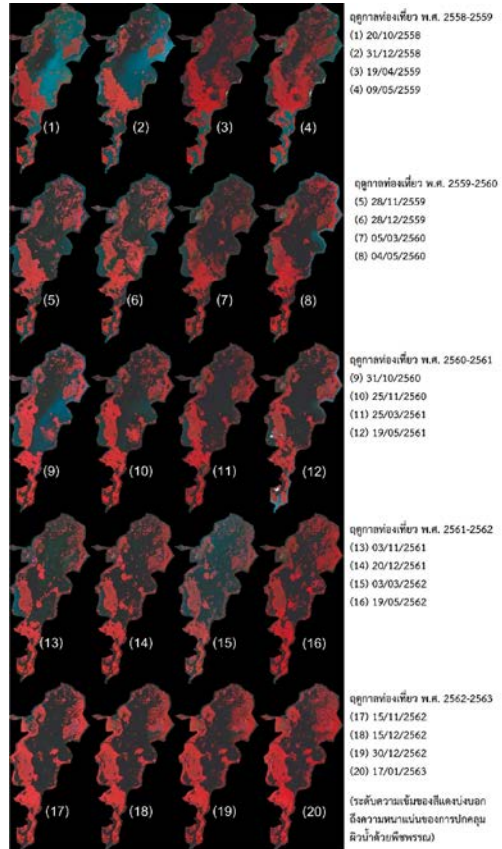 ฤดูกาลท่องเที่ยว พ.ศ. 2558-2559
(1) 20/10/2558
(2) 31/12/2558
(3) 19/04/2559
(4) 09/05/2559
(1) (2) (3) (4)
ฤดูกาลท่องเที่ยว พ.ศ. 2559-2560
(5) 28/11/2559
(6) 28/12/2559
(7) 05/03/2560
(8) 04/05/2560
(5) (6) (7) (8)
ฤดูกาลท่องเที่ยว พ.ศ. 2560-2561
(9) 31/10/2560
(10) 25/11/2560
(11) 25/03/2561
(12) 19/05/2561
(9) (10) (11) (12)
ฤดูกาลท่องเที่ยว พ.ศ. 2561-2562
(13) 03/11/2561
(14) 20/12/2561
(15) 03/03/2562
(16) 19/05/2562
(13) (14) (15) (16)
ฤดูกาลท่องเที่ยว พ.ศ. 2562-2563
(17) 15/11/2562
(18) 15/12/2562
(19) 30/12/2562
(20) 17/01/2563
(17) (18) (19) (20)
(ระดับความเข้มของสีแดงบ่งบอก
ถึงความหนาแน่นของการปกคลุม
ผิวน้ำด้วยพืชพรรณ)